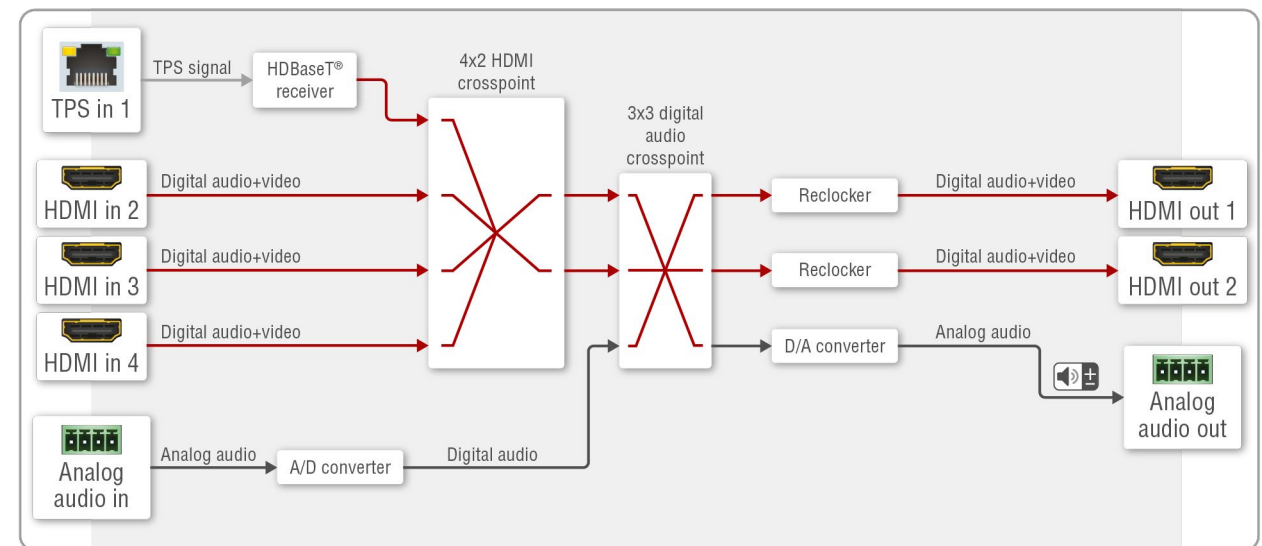 TPS in 1
TPS signal
HDBaseT®
receiver
4x2 HDMI
crosspoint
3x3 digital
audio
crosspoint
HDMI in 2
Digital audio+video
Reclocker
Digital audio+video
HDMI out 1
HDMI in 3
Digital audio+video
Reclocker
Digital audio+video
HDMI out 2
HDMI in 4
Digital audio+video
D/A converter
Analog audio
+
−
Analog
audio out
Analog
audio in
Analog audio
A/D converter
Digital audio